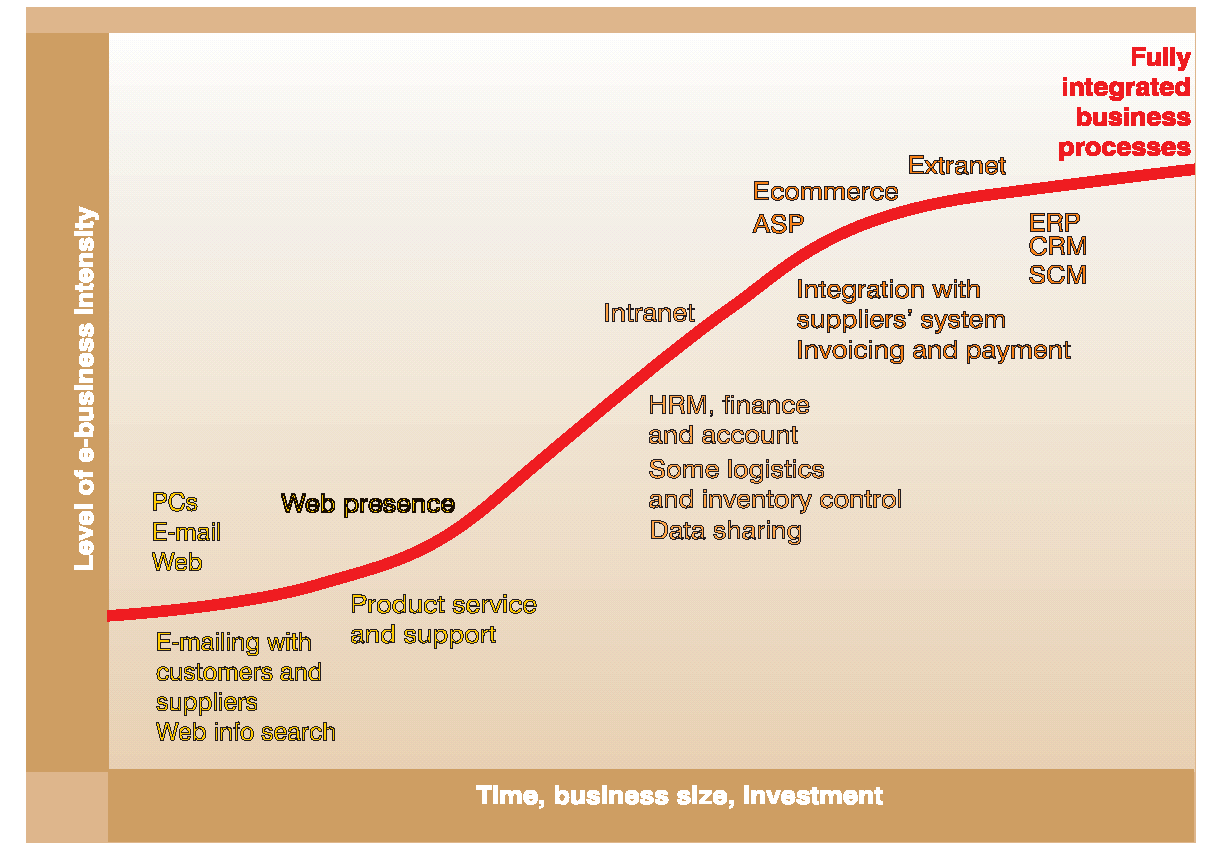 Fully
integrated
business
processes
Extranet
Ecommerce
ASP
ERP
CRM
SCM
Integration with
suppliers’ system
Invoicing and payment
Intranet
HRM, finance
and account
Some logistics
and inventory control
Data sharing
Web presence
PCs
E-mail
Web
Product service
and support
E-mailing with
customers and
suppliers
Web info search
Level of e-business intensity
Time, business size, investment